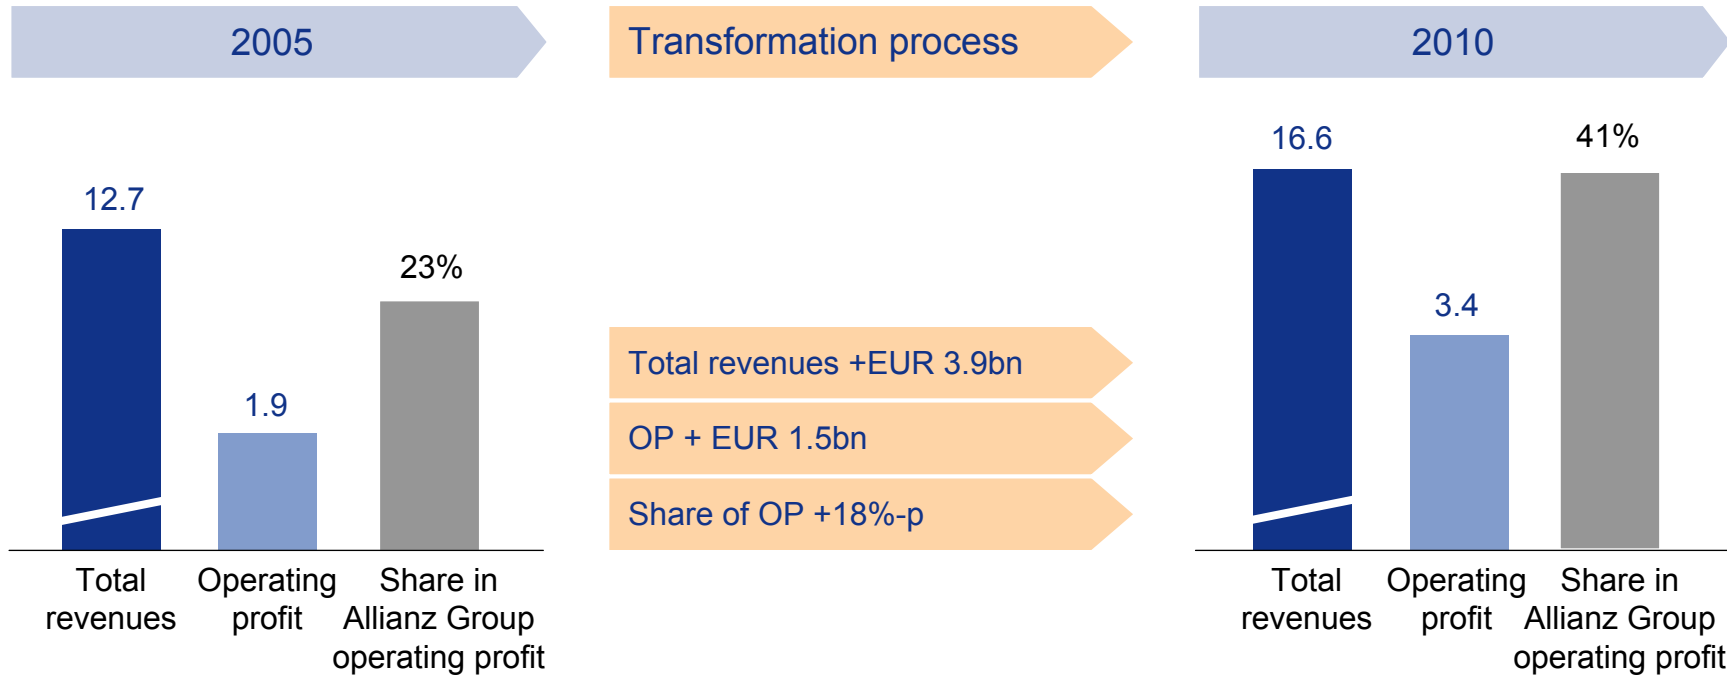 2005
Transformation process
2010
12.7
1.9
23%
Total
revenues
Operating
profit
Share in
Allianz Group
operating profit
Total revenues +EUR 3.9bn
OP + EUR 1.5bn
Share of OP +18%-p
16.6
3.4
41%
Total
revenues
Operating
profit
Share in
Allianz Group
operating profit